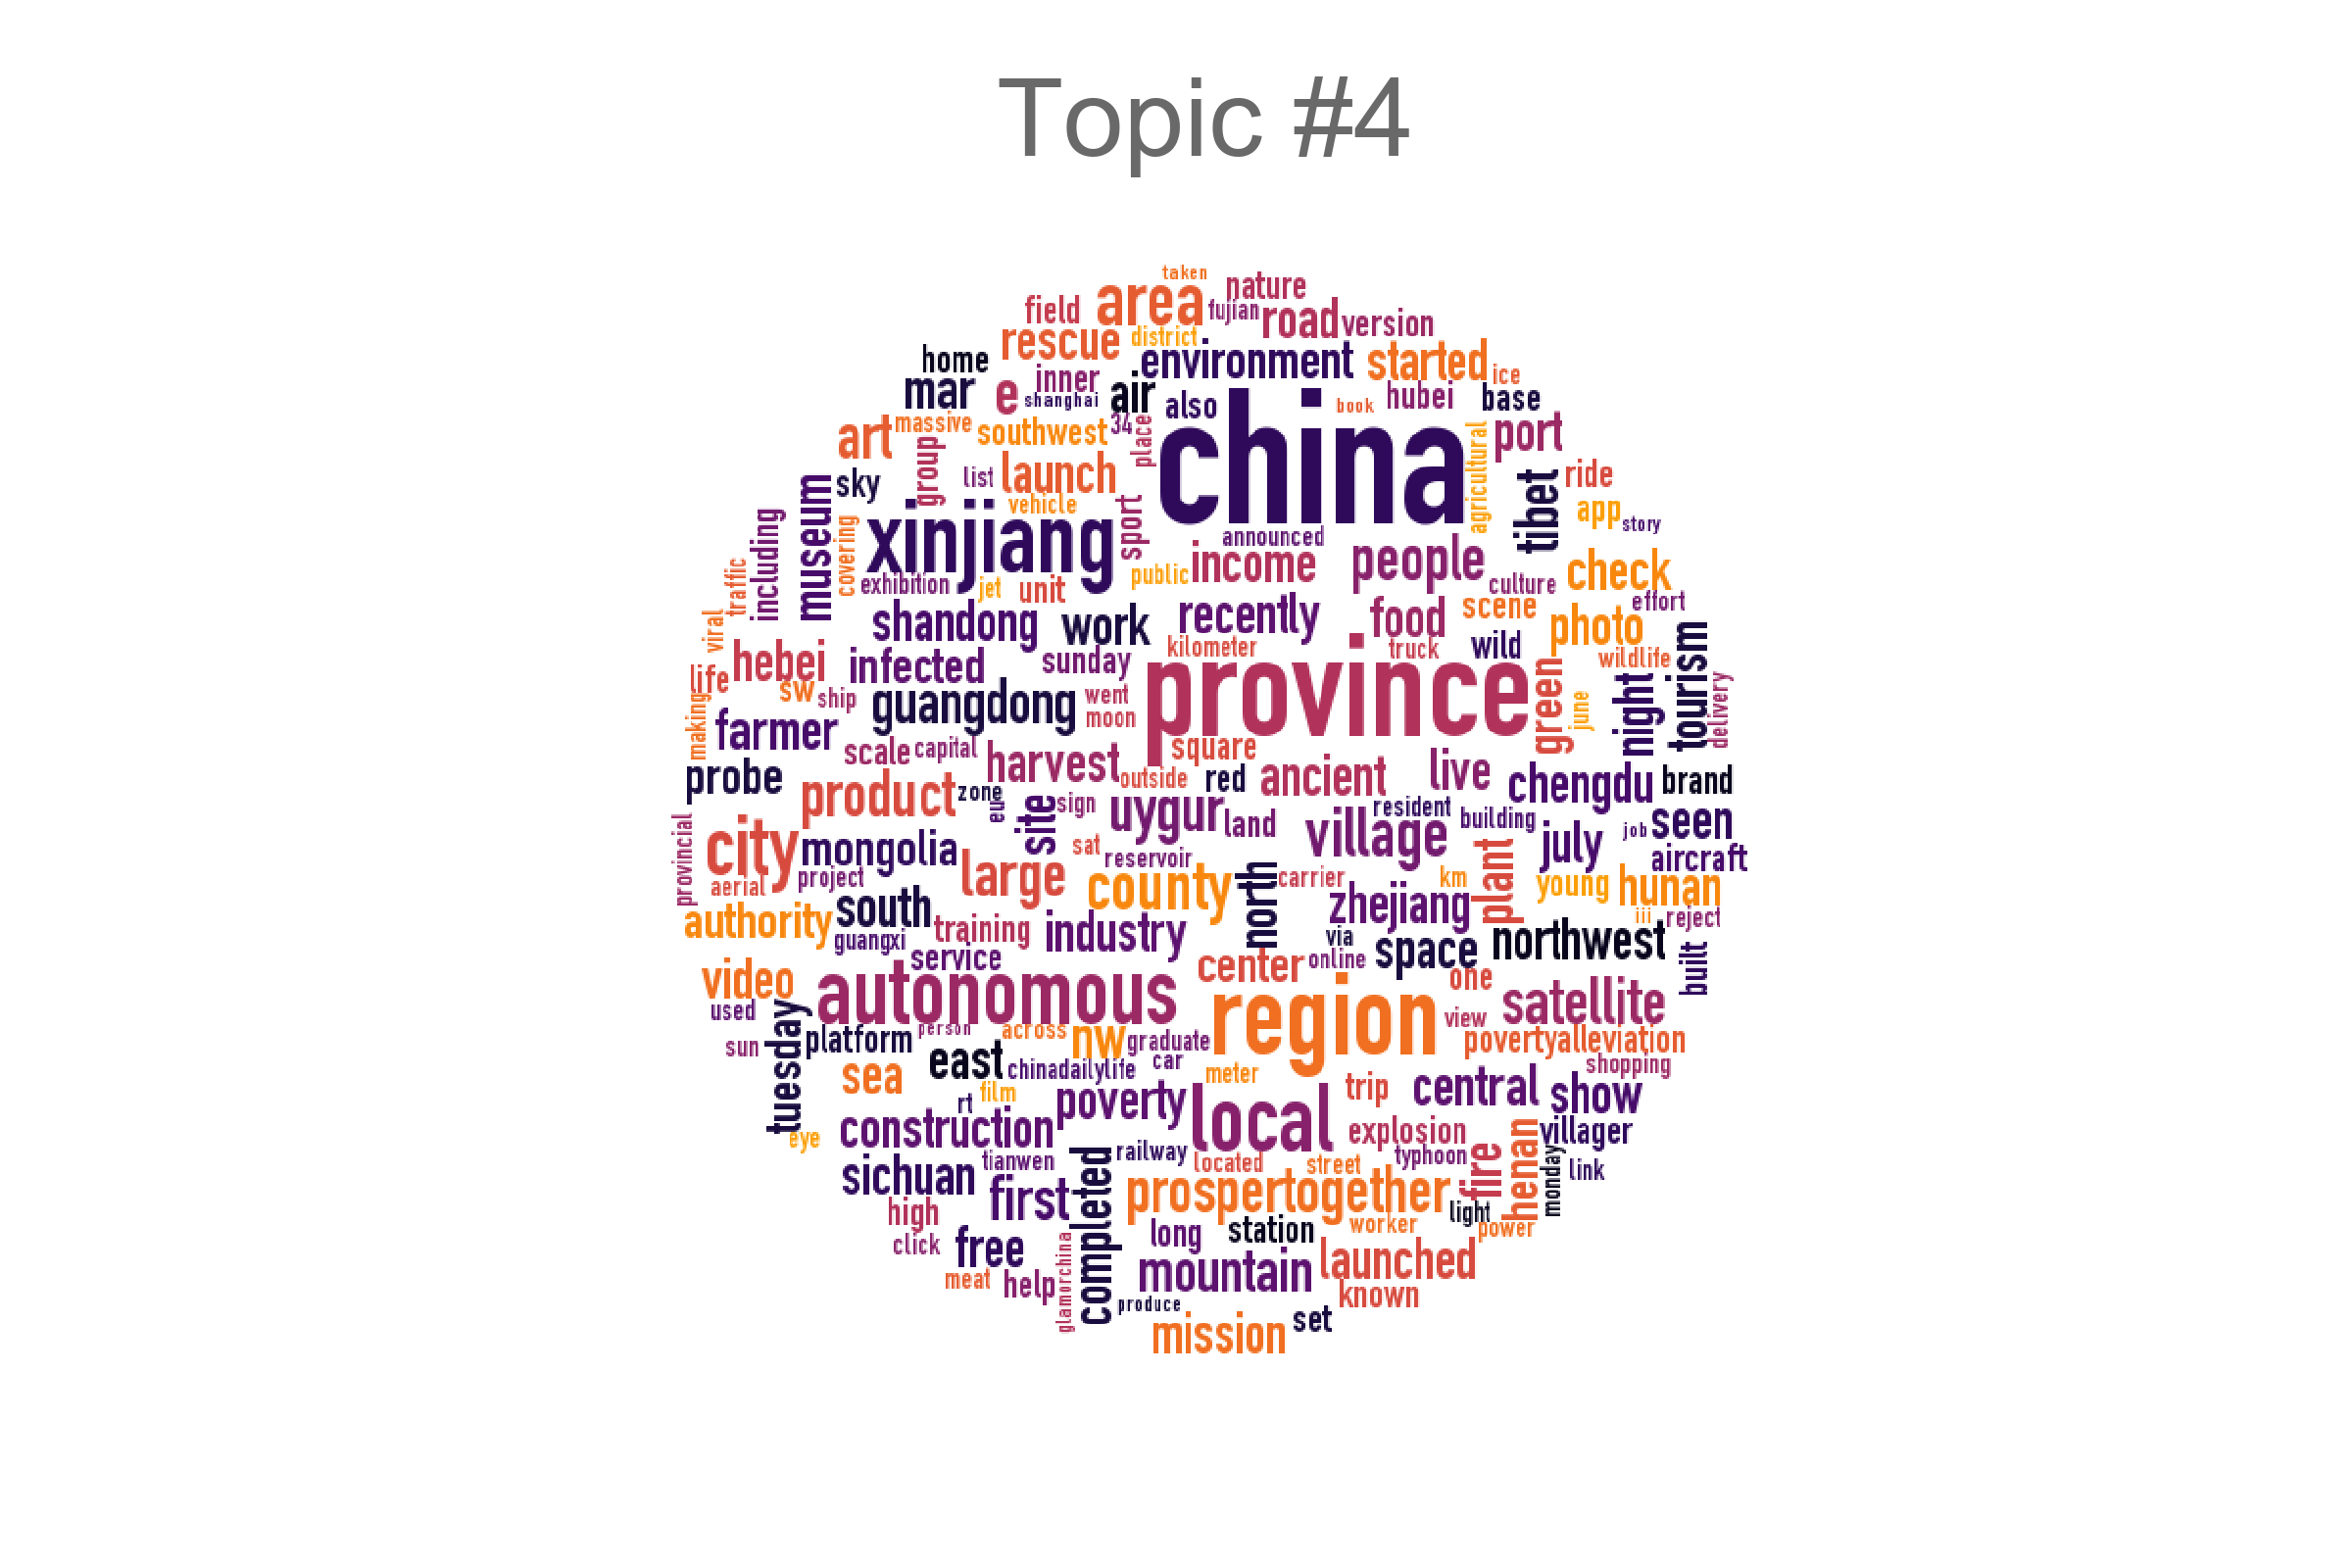 Topic #4
taken
nature
area
field
fujian
road
version
rescue
district
home
environment
started
inner
ice
mar
e
shanghai
air
also
book
hubei
base
china
art
massive
southwest
34
place
agricultural
port
group
list
launch
tibet
ride
sky
museum
vehicle
sport
app
story
including
covering
xinjiang
announced
income
people
check
traffic
exhibition
jet
unit
public
culture
effort
viral
shandong
work
recently
food
scene
photo
tourism
hebei
infected
sunday
kilometer
truck
wild
wildlife
life
sw
ship
guangdong
went
moon
province
green
june
night
delivery
making
farmer
scale
capital
harvest
square
outside
red
ancient
live
chengdu
brand
probe
product
zone
eu
site
sign
uygur
land
village
resident
building
july
job
seen
provincial
city
mongolia
sat
reservoir
aircraft
aerial
project
large
county
north
carrier
km
plant
young
hunan
authority
south
training
industry
zhejiang
iii
reject
guangxi
service
via
space
northwest
built
video
autonomous
center
online
one
satellite
used
region
view
sun
tuesday
platform
person
across
nw
graduate
povertyalleviation
sea
east
chinadailylife
car
meter
shopping
rt
film
poverty
local
trip
central
show
eye
construction
explosion
villager
sichuan
tianwen
railway
located
street
typhoon
fire
henan
monday
link
first
completed
prospertogether
high
long
station
worker
light
power
click
free
glamorchina
mountain
launched
meat
help
produce
known
mission
set